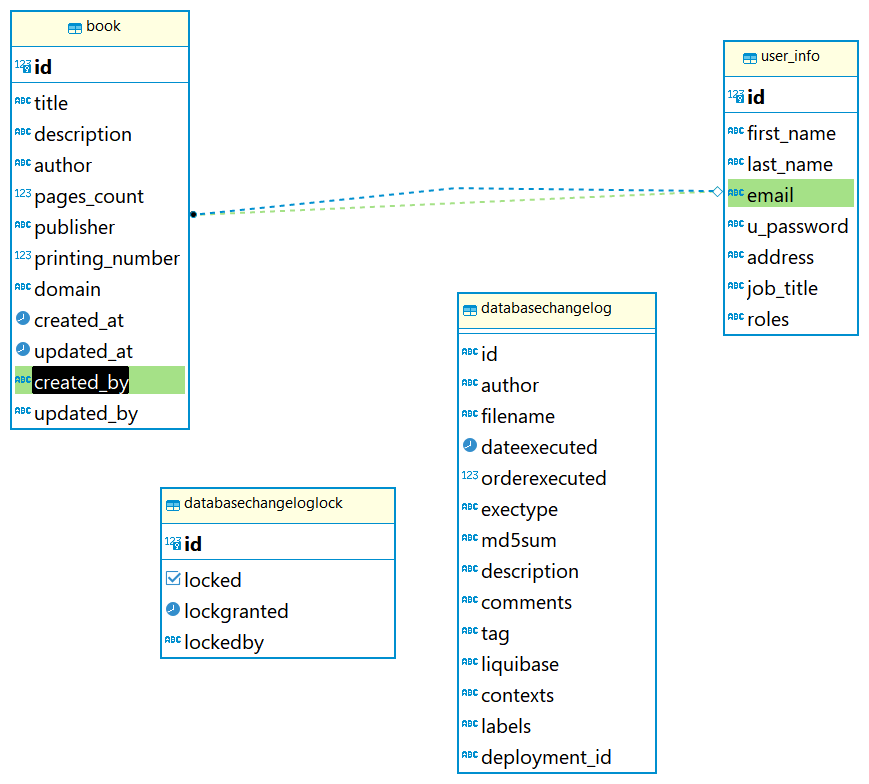 book
id
title
description
author
pages_count
publisher
printing_number
domain
created_at
updated_at
created_by
updated_by
user_info
id
first_name
last_name
email
u_password
address
job_title
roles
databasechangelog
id
author
filename
dateexecuted
orderexecuted
exectype
md5sum
description
comments
tag
liquibase
contexts
labels
deployment_id
databasechangeloglock
id
locked
lockgranted
lockedby